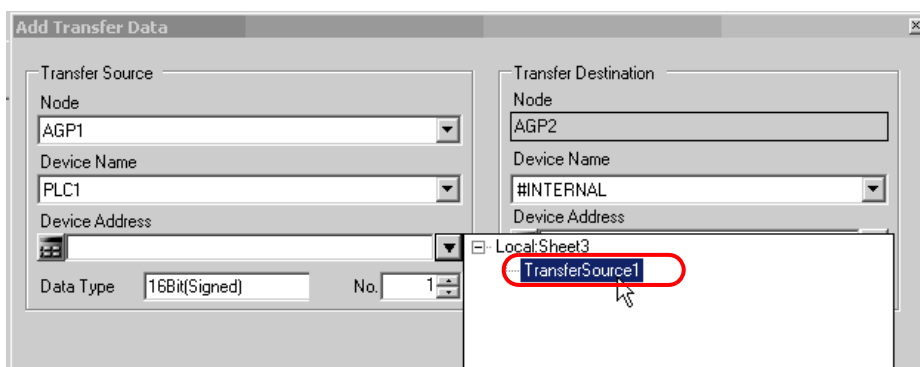 Add Transfer Data
Transfer Source
Node
AGP1
Device Name
PLC1
Device Address
Data Type 16Bit(Signed) No. 1
Transfer Destination
Node
AGP2
Device Name
#INTERNAL
Device Address
Local:Sheet3
TransferSource1